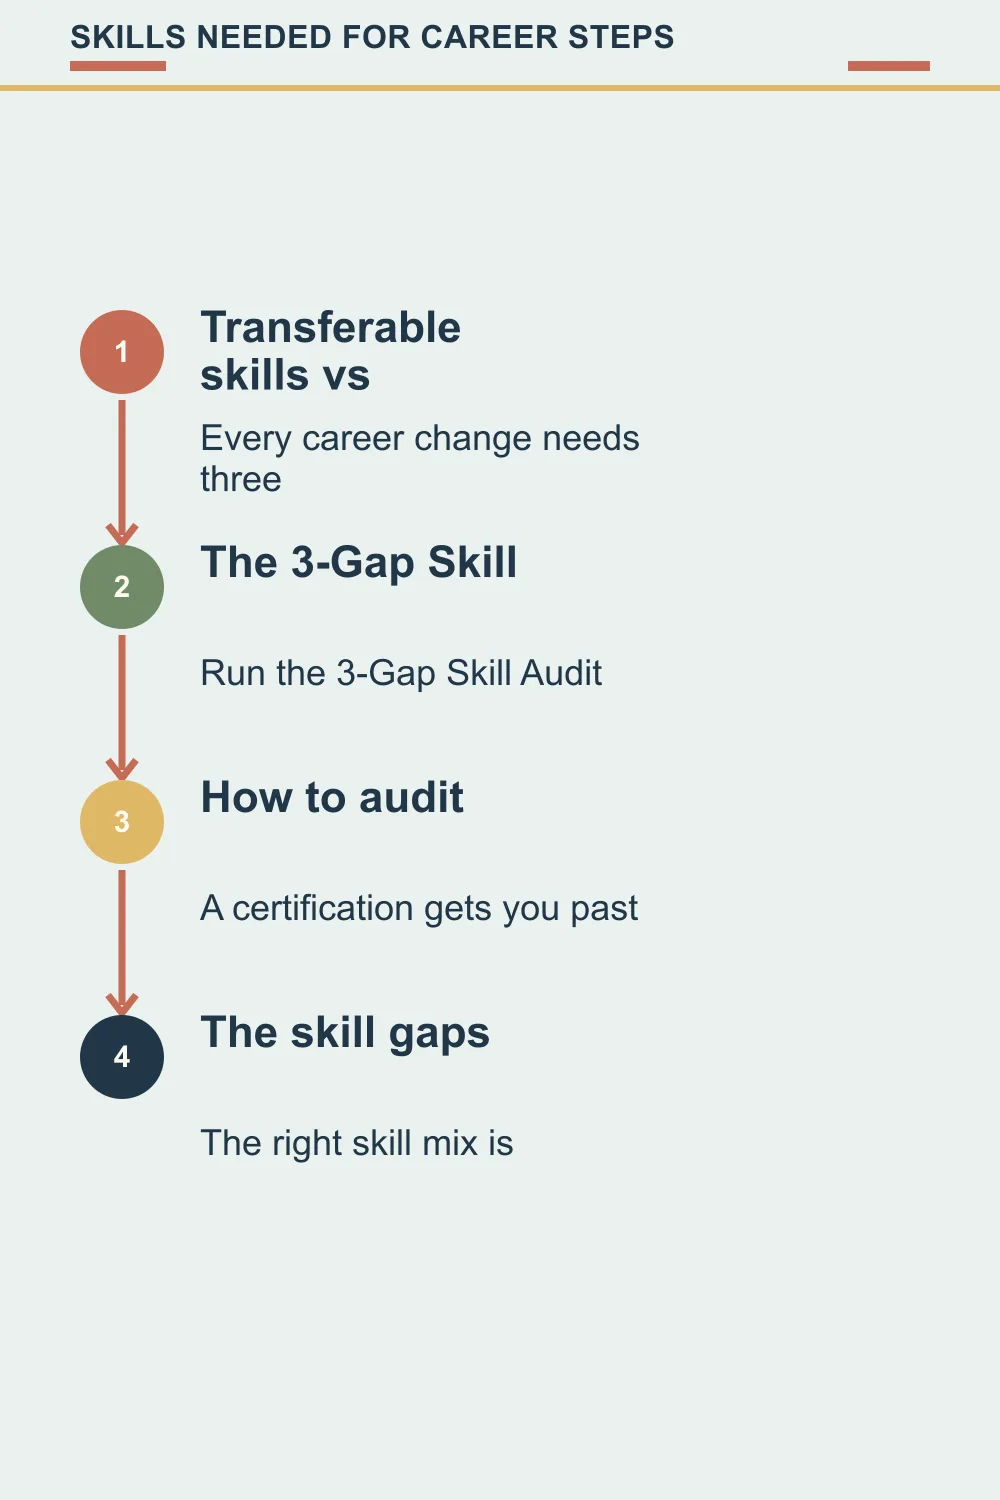 SKILLS NEEDED FOR CAREER STEPS
1
Transferable
skills vs
Every career change needs
three
2
The 3-Gap Skill
Run the 3-Gap Skill Audit
3
How to audit
A certification gets you past
4
The skill gaps
The right skill mix is